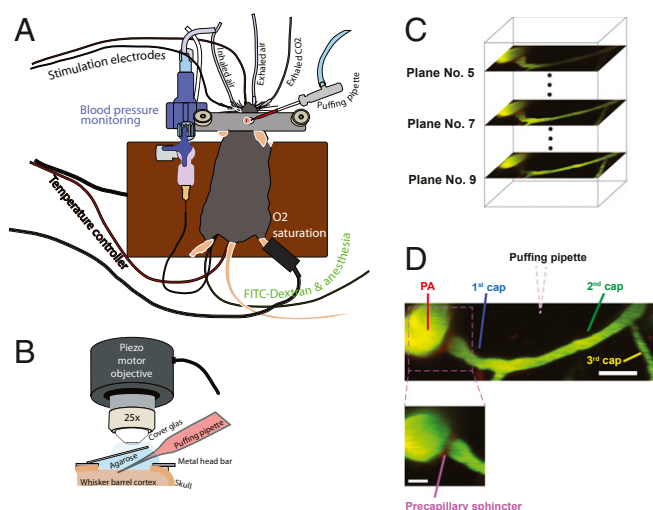 A
Stimulation electrodes
Inhaled air
Exhaled air
Exhaled CO2
Puffing pipette
Blood pressure
monitoring
Temperature controller
O2
saturation
FITC-Dextran & anesthesia
B
Piezo
motor
objective
25x
Cover glas
Puffing pipette
Agarose
Metal head bar
Whisker barrel cortex
Skull
C
Plane No. 5
Plane No. 7
Plane No. 9
D
Puffing pipette
PA
1st cap
2nd cap
3rd cap
Precapillary sphincter